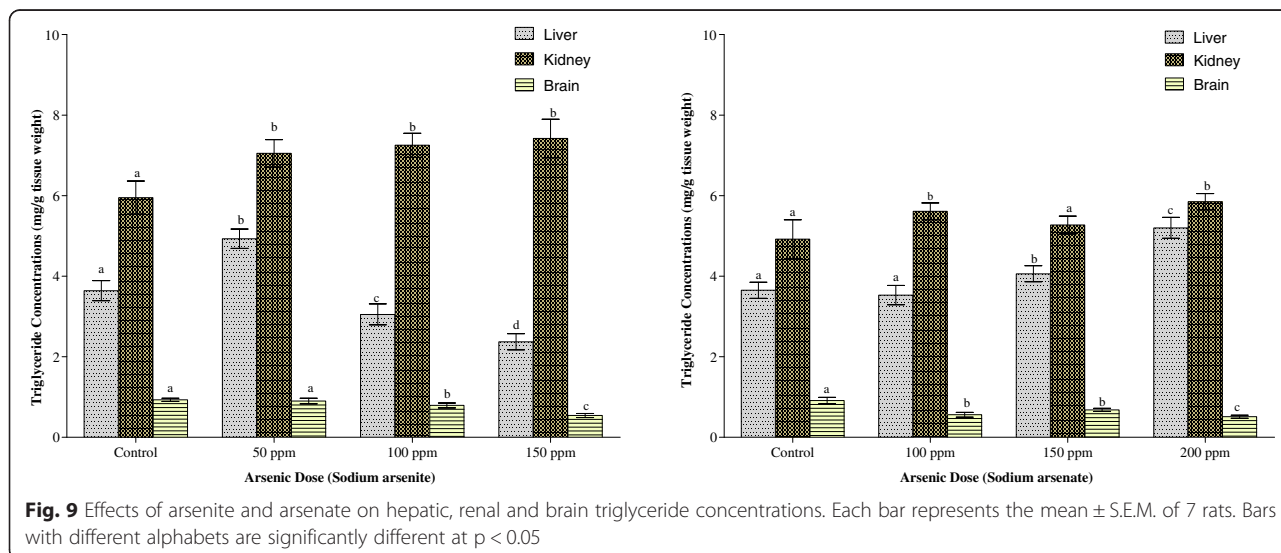 10
8
6
4
2
0
Triglyceride Concentrations (mg/g tissue weight)
Liver
Kidney
Brain
a
a
a
b
b
a
c
b
b
d
b
c
Control
50 ppm
100 ppm
150 ppm
Arsenic Dose (Sodium arsenite)
10
8
6
4
2
0
Triglyceride Concentrations (mg/g tissue weight)
Liver
Kidney
Brain
a
a
a
a
b
b
b
a
b
c
b
c
Control
100 ppm
150 ppm
200 ppm
Arsenic Dose (Sodium arsenate)
Fig. 9 Effects of arsenite and arsenate on hepatic, renal and brain triglyceride concentrations. Each bar represents the mean ± S.E.M. of 7 rats. Bars
with different alphabets are significantly different at p < 0.05